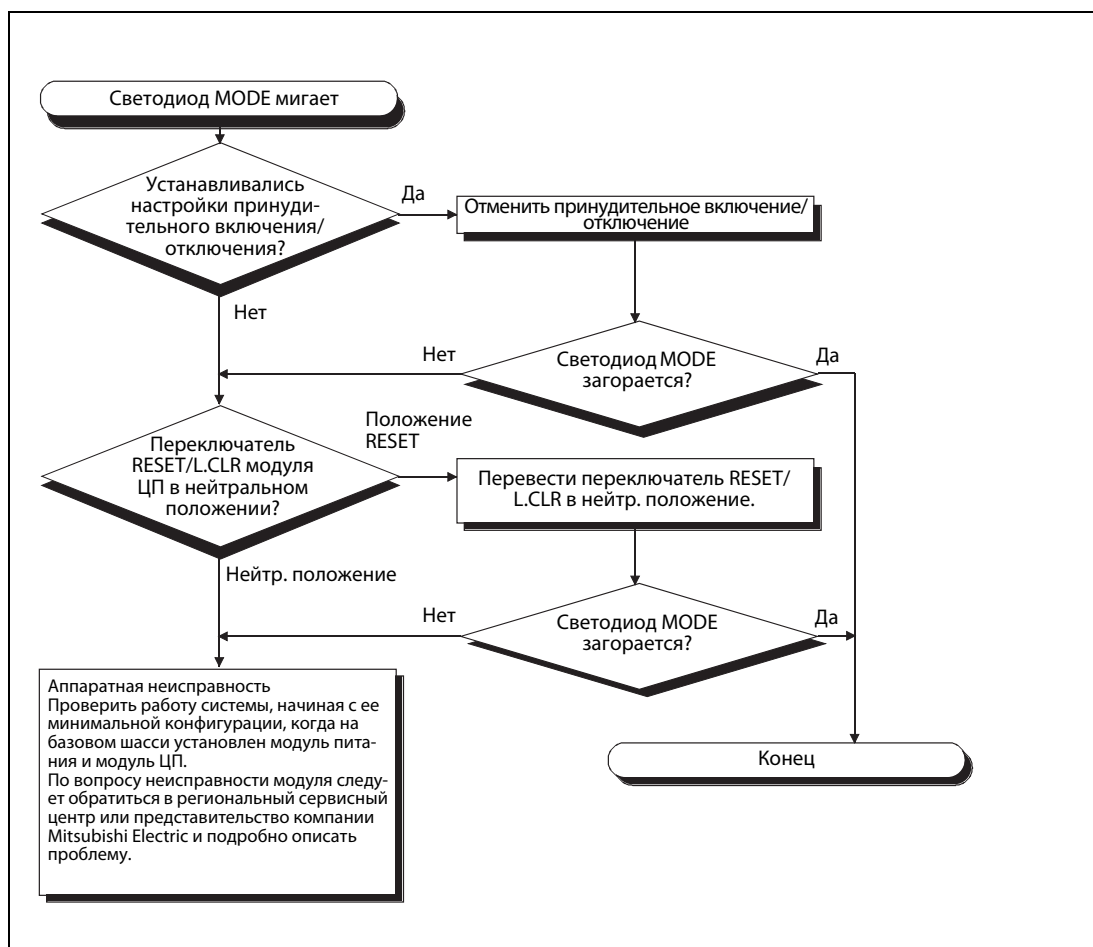 Светодиод MODE мигает
Устанавливались
настройки принуди-
тельного включения/
отключения?
Да
Отменить принудительное включение/
отключение
Нет
Нет
Светодиод MODE
загорается?
Да
Переключатель
RESET/L.CLR модуля
ЦП в нейтральном
положении?
Положение
RESET
Перевести переключатель RESET/
L.CLR в нейтр. положение.
Нейтр. положение
Нет
Светодиод MODE
загорается?
Да
Аппаратная неисправность
Проверить работу системы, начиная с ее
минимальной конфигурации, когда на
базовом шасси установлен модуль пита-
ния и модуль ЦП.
По вопросу неисправности модуля следу-
ет обратиться в региональный сервисный
центр или представительство компании
Mitsubishi Electric и подробно описать
проблему.
Конец